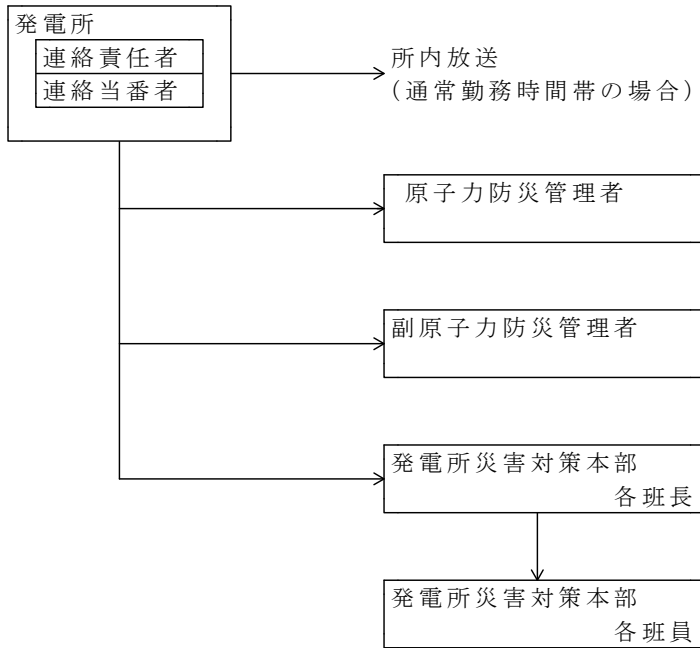 発電所
連絡責任者
連絡当番者
所内放送
(通常勤務時間帯の場合)
原子力防災管理者
副原子力防災管理者
発電所災害対策本部
各班長
発電所災害対策本部
各班員